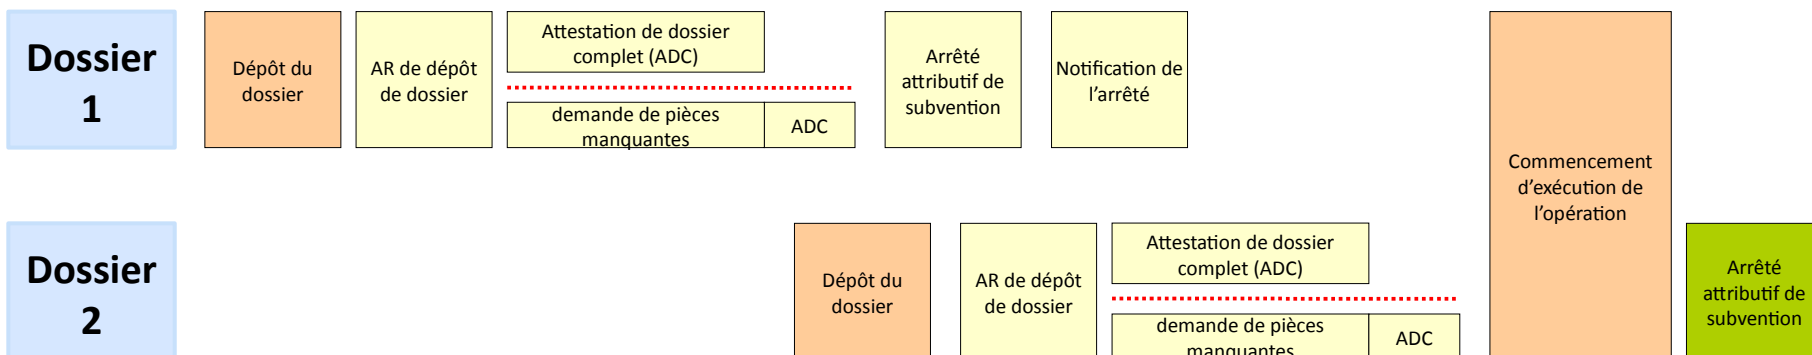 Dossier
1
Dépôt du
dossier
AR de dépôt
de dossier
Attestation de dossier
complet (ADC)
demande de pièces
manquantes
ADC
Arrêté
attributif de
subvention
Notification de
l'arrêté
Commencement
d'exécution de
l'opération
Dossier
2
Dépôt du
dossier
AR de dépôt
de dossier
Attestation de dossier
complet (ADC)
demande de pièces
manquantes
ADC
Arrêté
attributif de
subvention